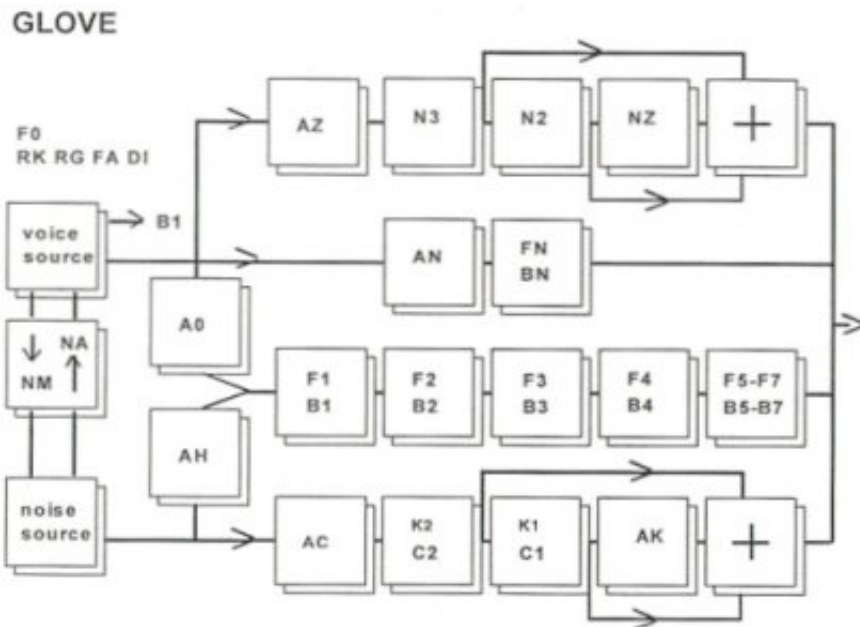 GLOVE
F0
RK RG FA DI
voice
source
B1
AZ
N3
N2
NZ
+
AN
FN
BN
A0
NM
NA
AH
F1
B1
F2
B2
F3
B3
F4
B4
F5-F7
B5-B7
noise
source
AC
K2
C2
K1
C1
AK
+